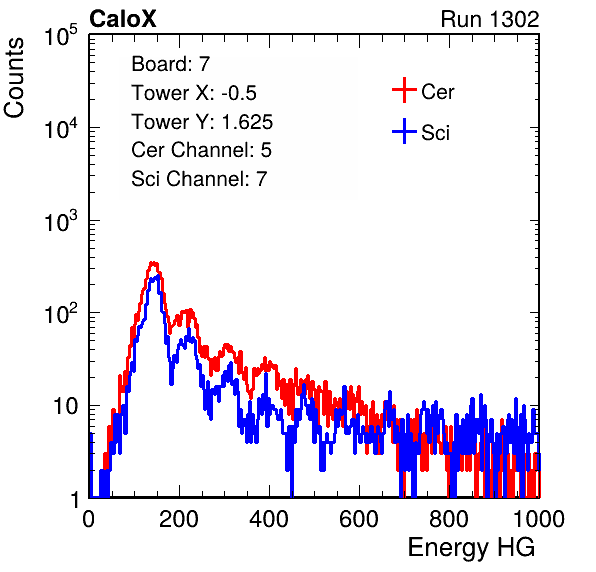 CaloX Run 1302
Counts
10^5
10^4
10^3
10^2
10
1
Board: 7
Tower X: -0.5
Tower Y: 1.625
Cer Channel: 5
Sci Channel: 7
Cer
Sci
0 200 400 600 800 1000
Energy HG